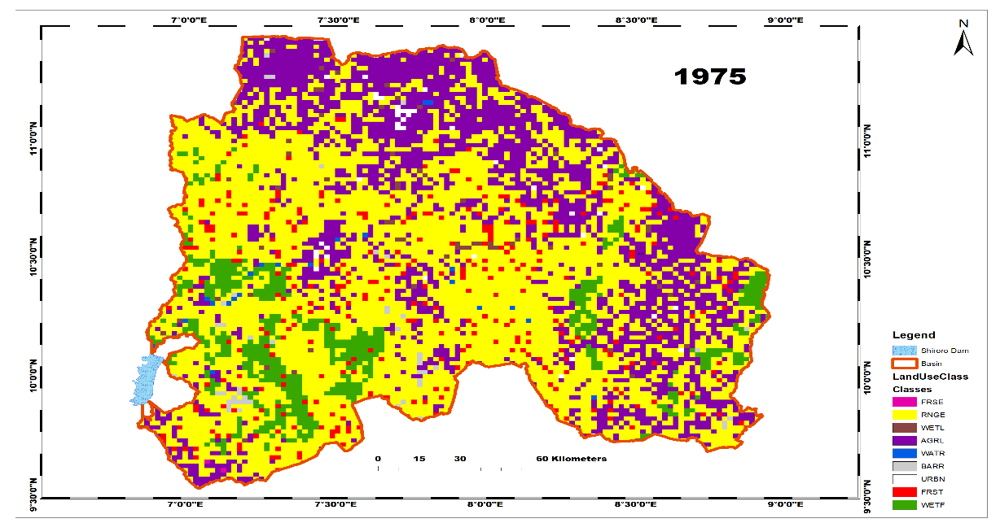 7°0'0"E 7°30'0"E 8°0'0"E 8°30'0"E 9°0'0"E
N
1975
11°0'0"N 11°0'0"N
10°30'0"N 10°30'0"N
10°0'0"N 10°0'0"N
9°30'0"N 9°30'0"N
Legend
Shiroro Dam
Basin
LandUseClass
Classes
FRSE
RNGE
WETL
AGRL
WATR
BARR
URBN
FRST
WETF
0 15 30 60 Kilometers
7°0'0"E 7°30'0"E 8°0'0"E 8°30'0"E 9°0'0"E